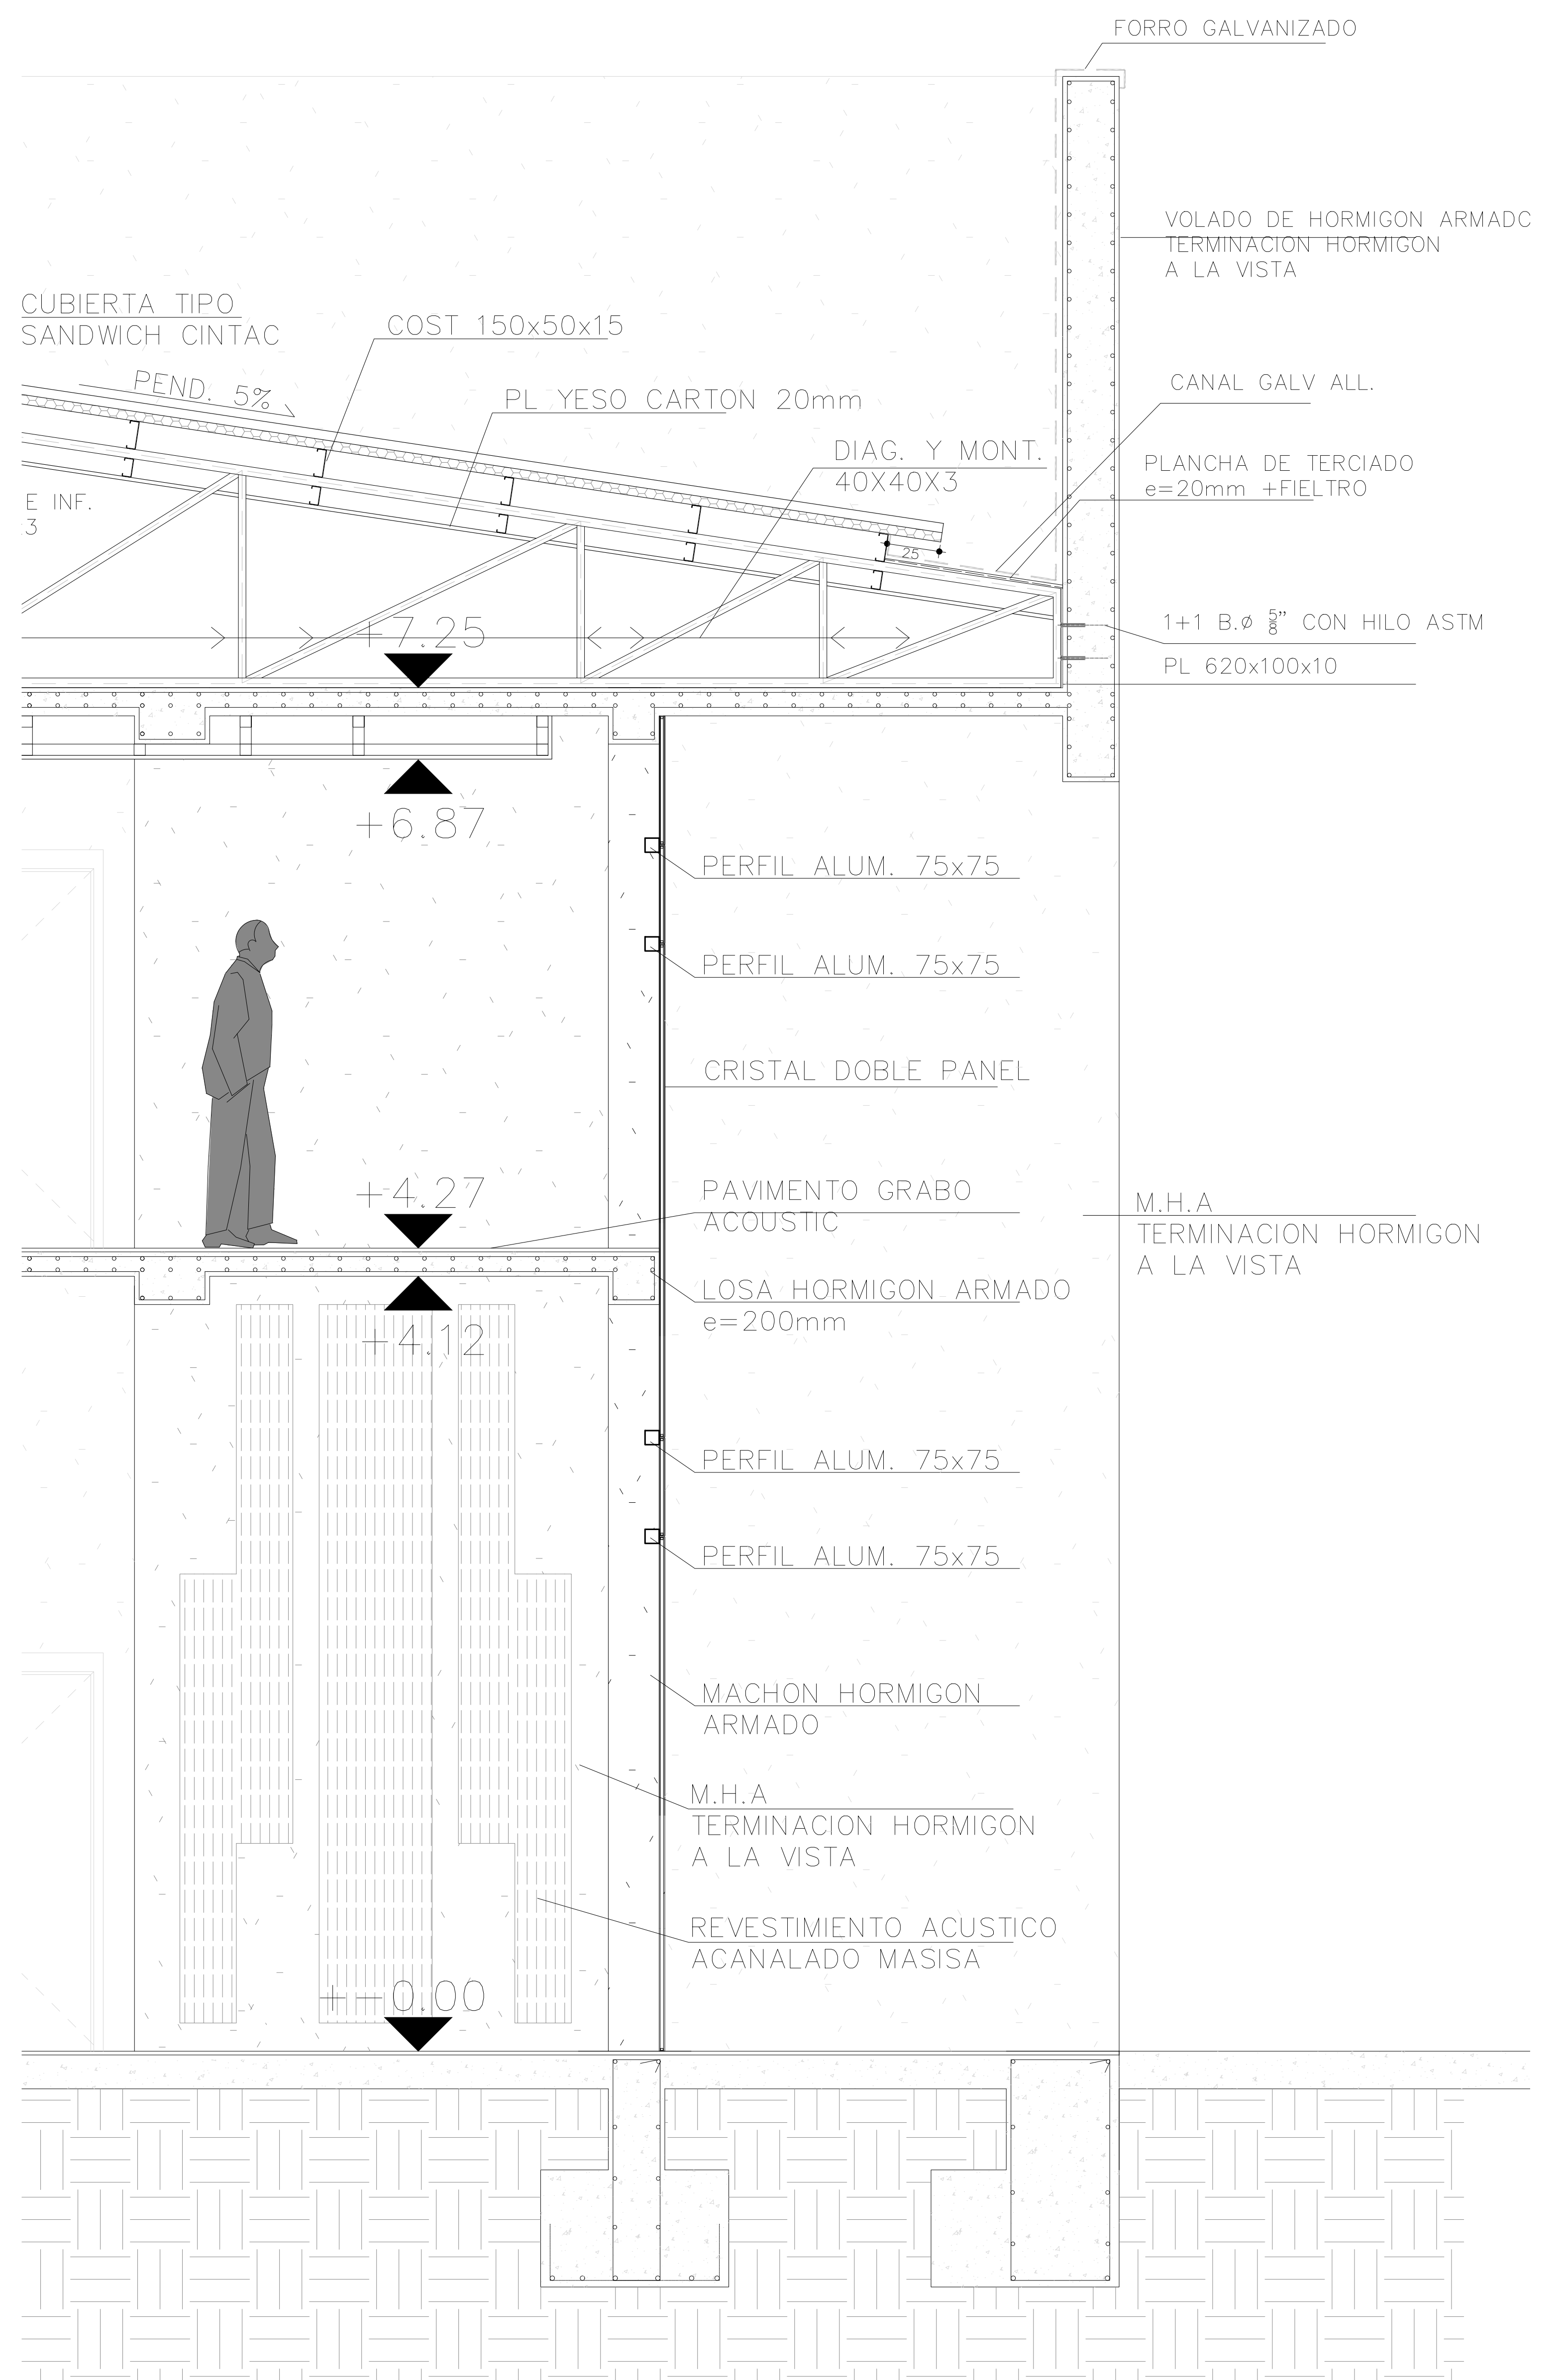 FORRO GALVANIZADO
VOLADO DE HORMIGON ARMADC
TERMINACION HORMIGON
A LA VISTA
CUBIERTA TIPO
SANDWICH CINTAC
COST 150x50x15
PEND. 5%
PL YESO CARTON 20mm
CANAL GALV ALL.
DIAG. Y MONT.
40X40X3
PLANCHA DE TERCIADO
e=20mm +FIELTRO
E INF.
3
25
+7.25
1+1 B.ø 5/8" CON HILO ASTM
PL 620x100x10
+6.87
PERFIL ALUM. 75x75
PERFIL ALUM. 75x75
CRISTAL DOBLE PANEL
+4.27
PAVIMENTO GRABO
ACOUSTIC
M.H.A
TERMINACION HORMIGON
A LA VISTA
LOSA HORMIGON ARMADO
e=200mm
+4.12
PERFIL ALUM. 75x75
PERFIL ALUM. 75x75
MACHON HORMIGON
ARMADO
M.H.A
TERMINACION HORMIGON
A LA VISTA
REVESTIMIENTO ACUSTICO
ACANALADO MASISA
+-0.00